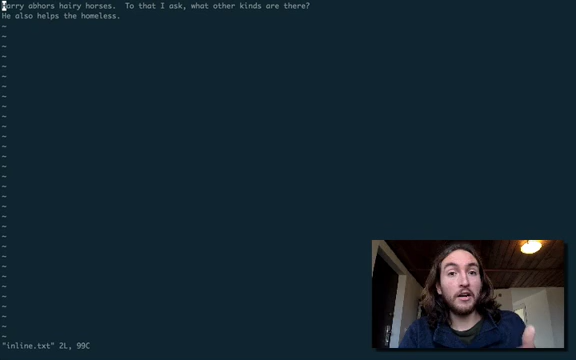 Harry abhors hairy horses.  To that I ask, what other kinds are there?
He also helps the homeless.
"inline.txt" 2L, 99C